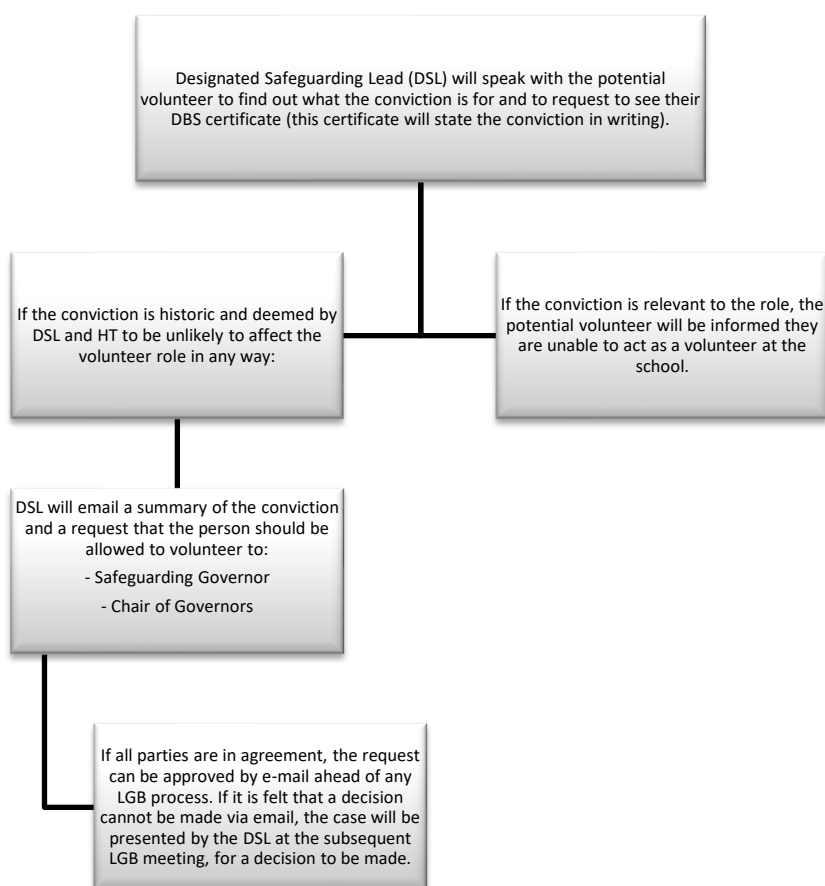 Designated Safeguarding Lead (DSL) will speak with the potential
volunteer to find out what the conviction is for and to request to see their
DBS certificate (this certificate will state the conviction in writing).
If the conviction is historic and deemed by
DSL and HT to be unlikely to affect the
volunteer role in any way:
If the conviction is relevant to the role, the
potential volunteer will be informed they
are unable to act as a volunteer at the
school.
DSL will email a summary of the conviction
and a request that the person should be
allowed to volunteer to:
- Safeguarding Governor
- Chair of Governors
If all parties are in agreement, the request
can be approved by e-mail ahead of any
LGB process. If it is felt that a decision
cannot be made via email, the case will be
presented by the DSL at the subsequent
LGB meeting, for a decision to be made.